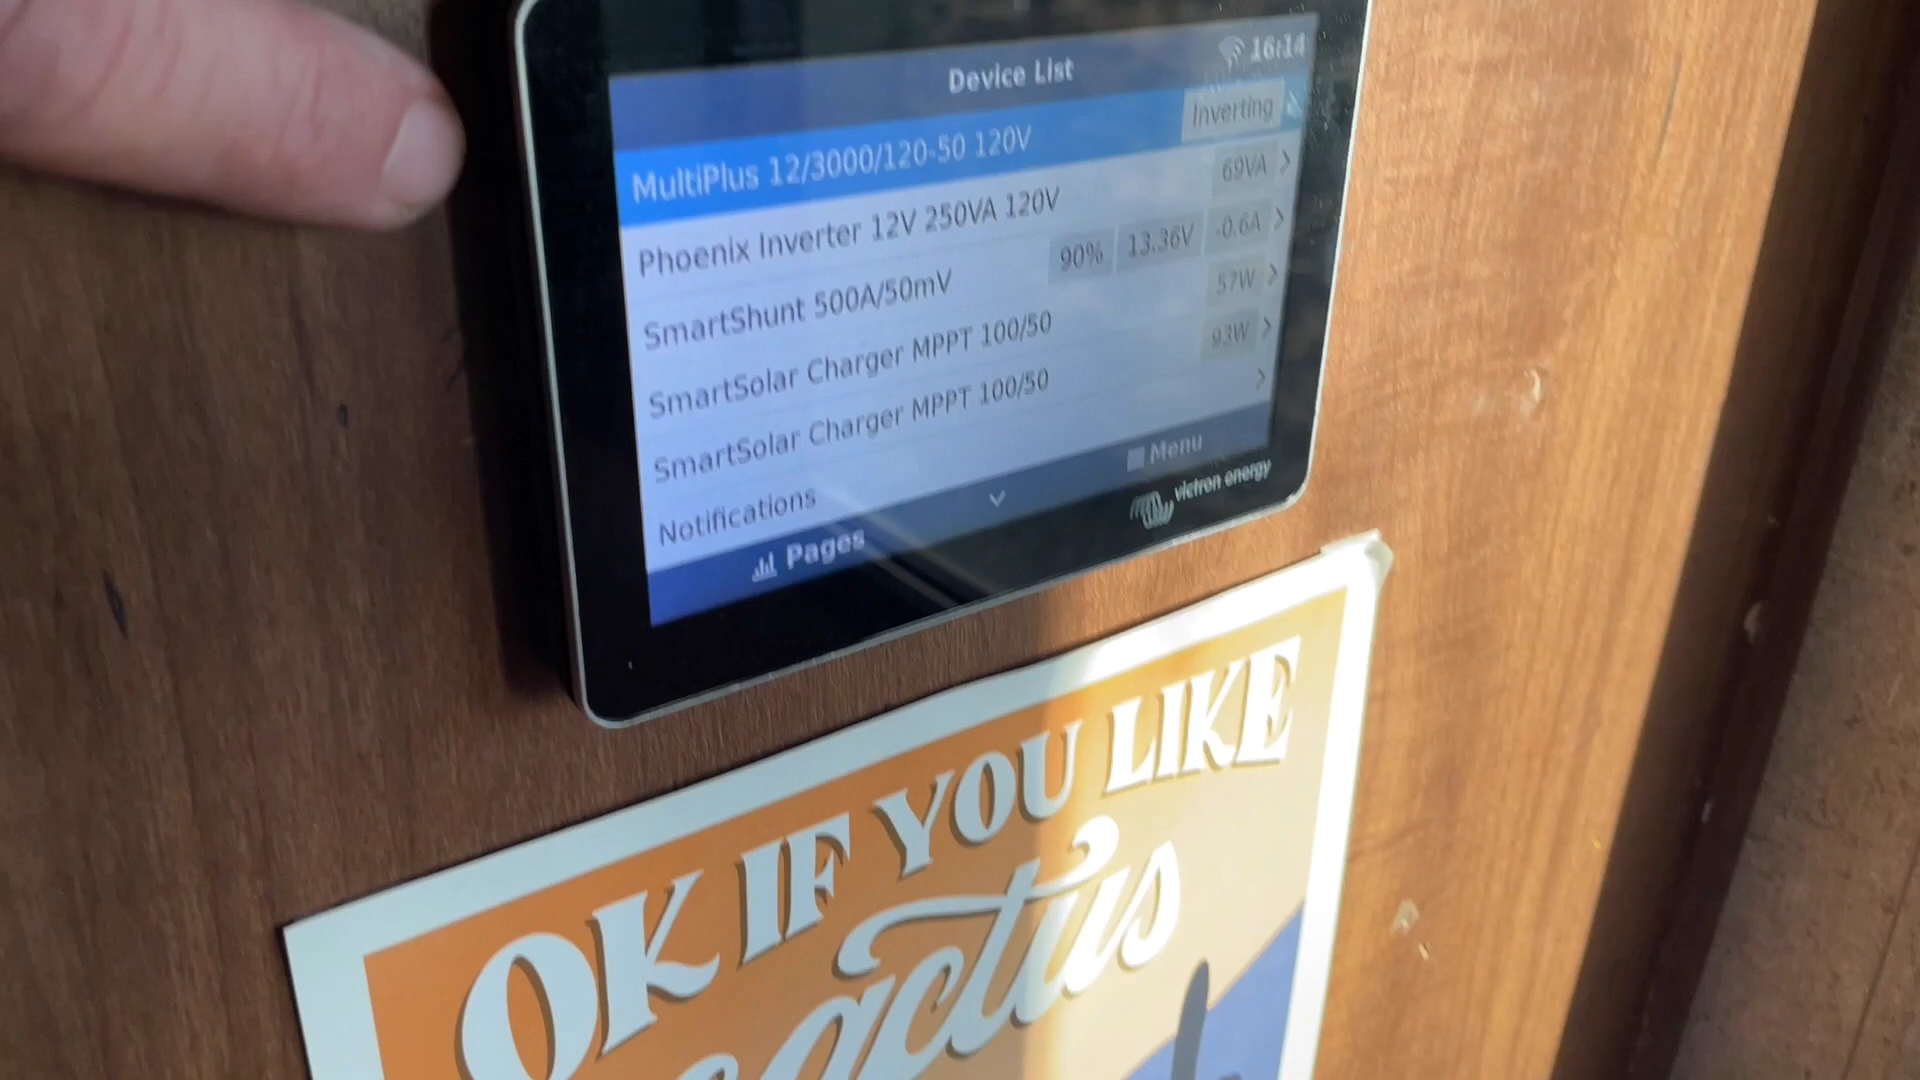 Device List 16:14
MultiPlus 12/3000/120-50 120V Inverting
Phoenix Inverter 12V 250VA 120V 69VA
SmartShunt 500A/50mV 90% 13.36V -0.6A
SmartSolar Charger MPPT 100/50 57W
SmartSolar Charger MPPT 100/50 93W
Notifications
Pages Menu
victron energy
OK IF YOU LIKE
cactus